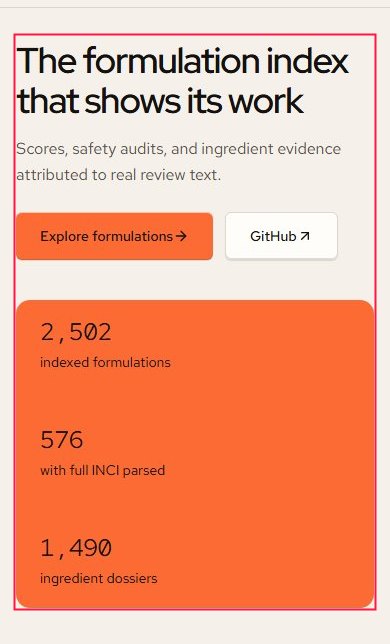 The formulation index
that shows its work
Scores, safety audits, and ingredient evidence
attributed to real review text.
Explore formulations→
GitHub↗
2,502
indexed formulations
576
with full INCI parsed
1,490
ingredient dossiers